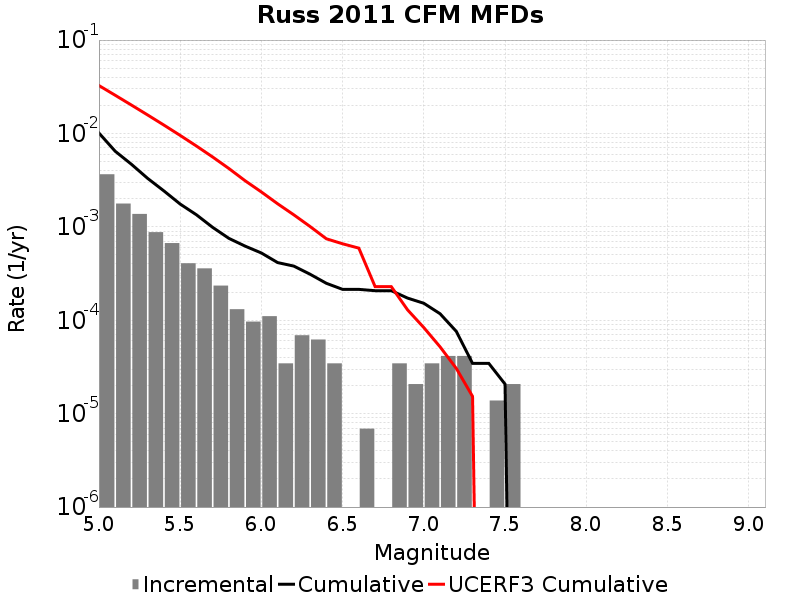 Russ 2011 CFM MFDs
Rate (1/yr)
10-1
10-2
10-3
10-4
10-5
10-6
5.0 5.5 6.0 6.5 7.0 7.5 8.0 8.5 9.0
Magnitude
Incremental Cumulative UCERF3 Cumulative